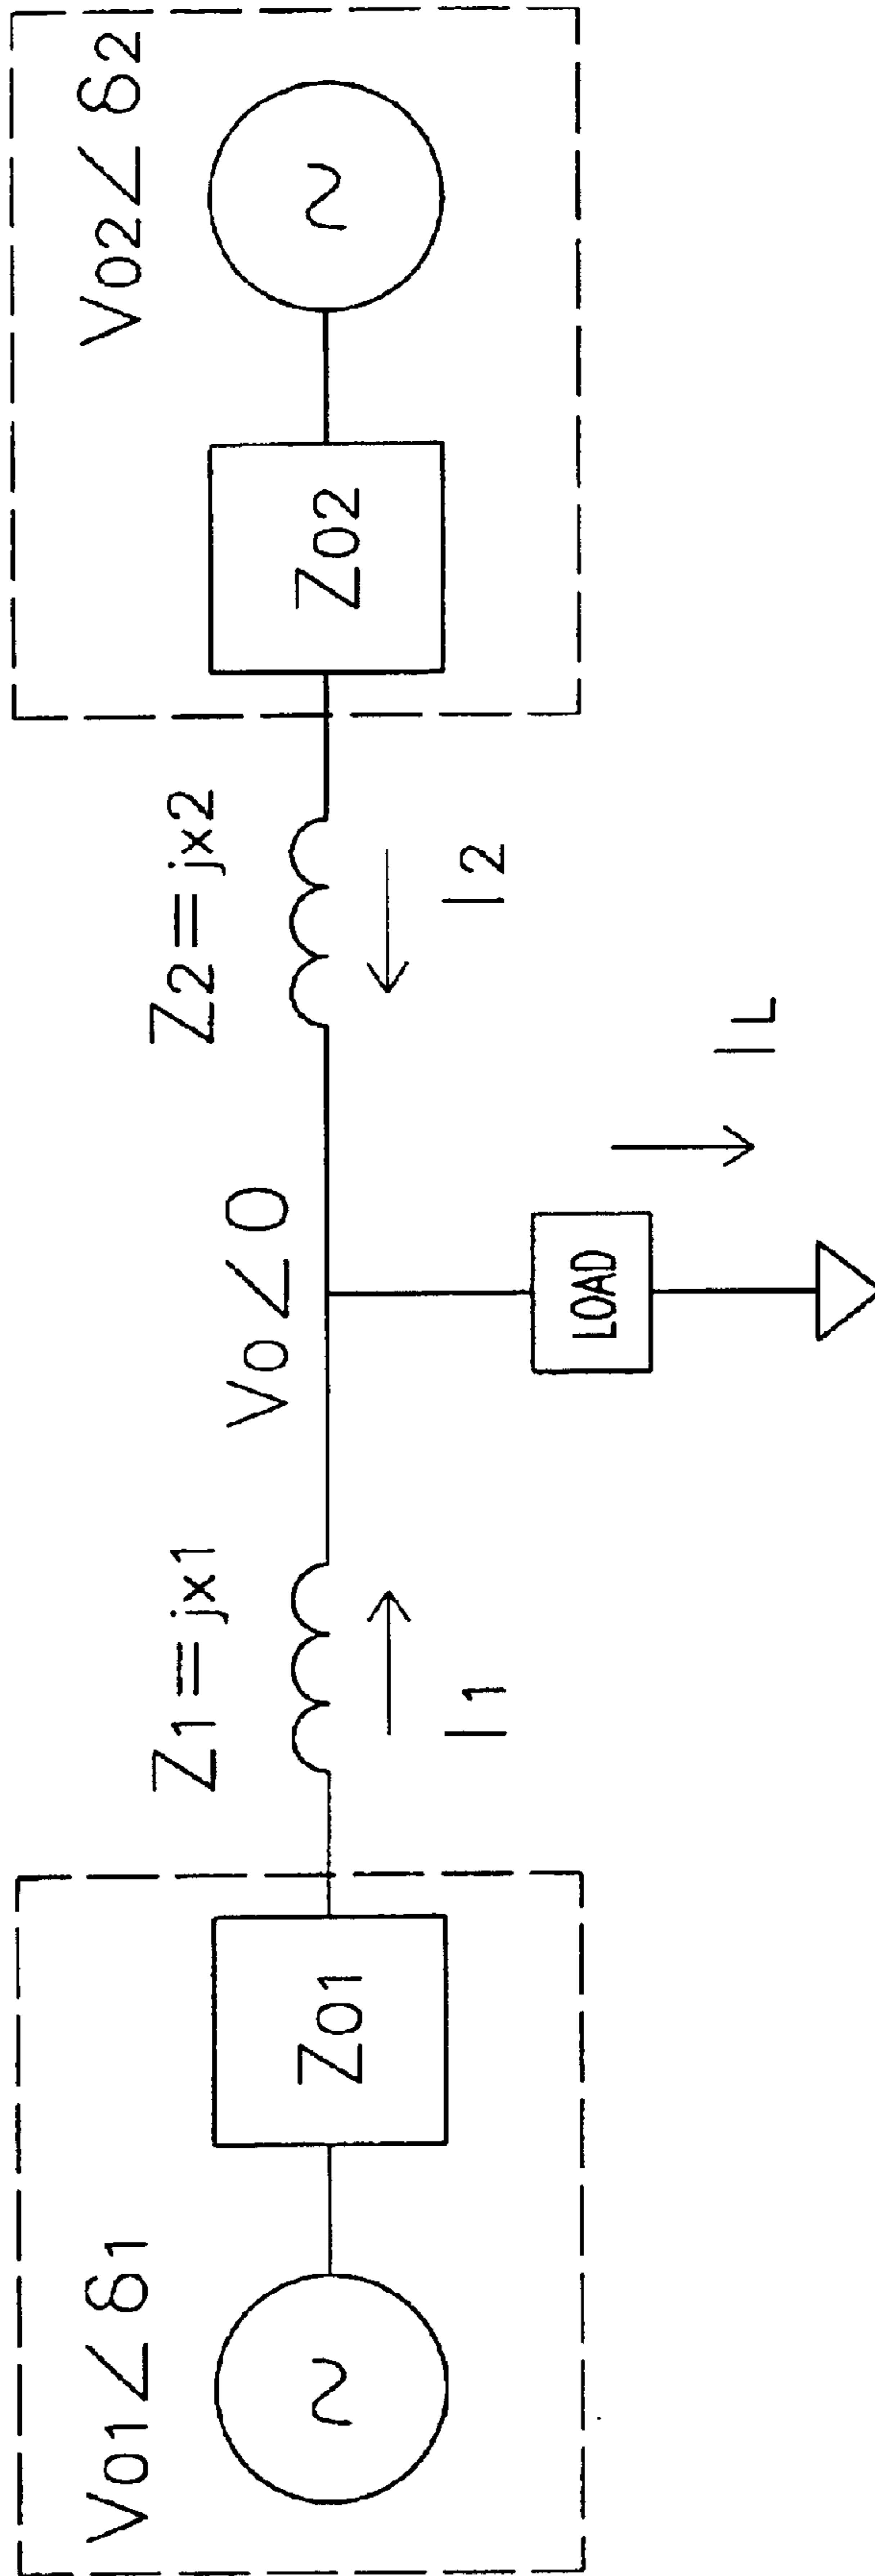 V01∠δ1
Z01
Z1=jx1
I1
V0∠0
LOAD
IL
Z2=jx2
I2
Z02
V02∠δ2